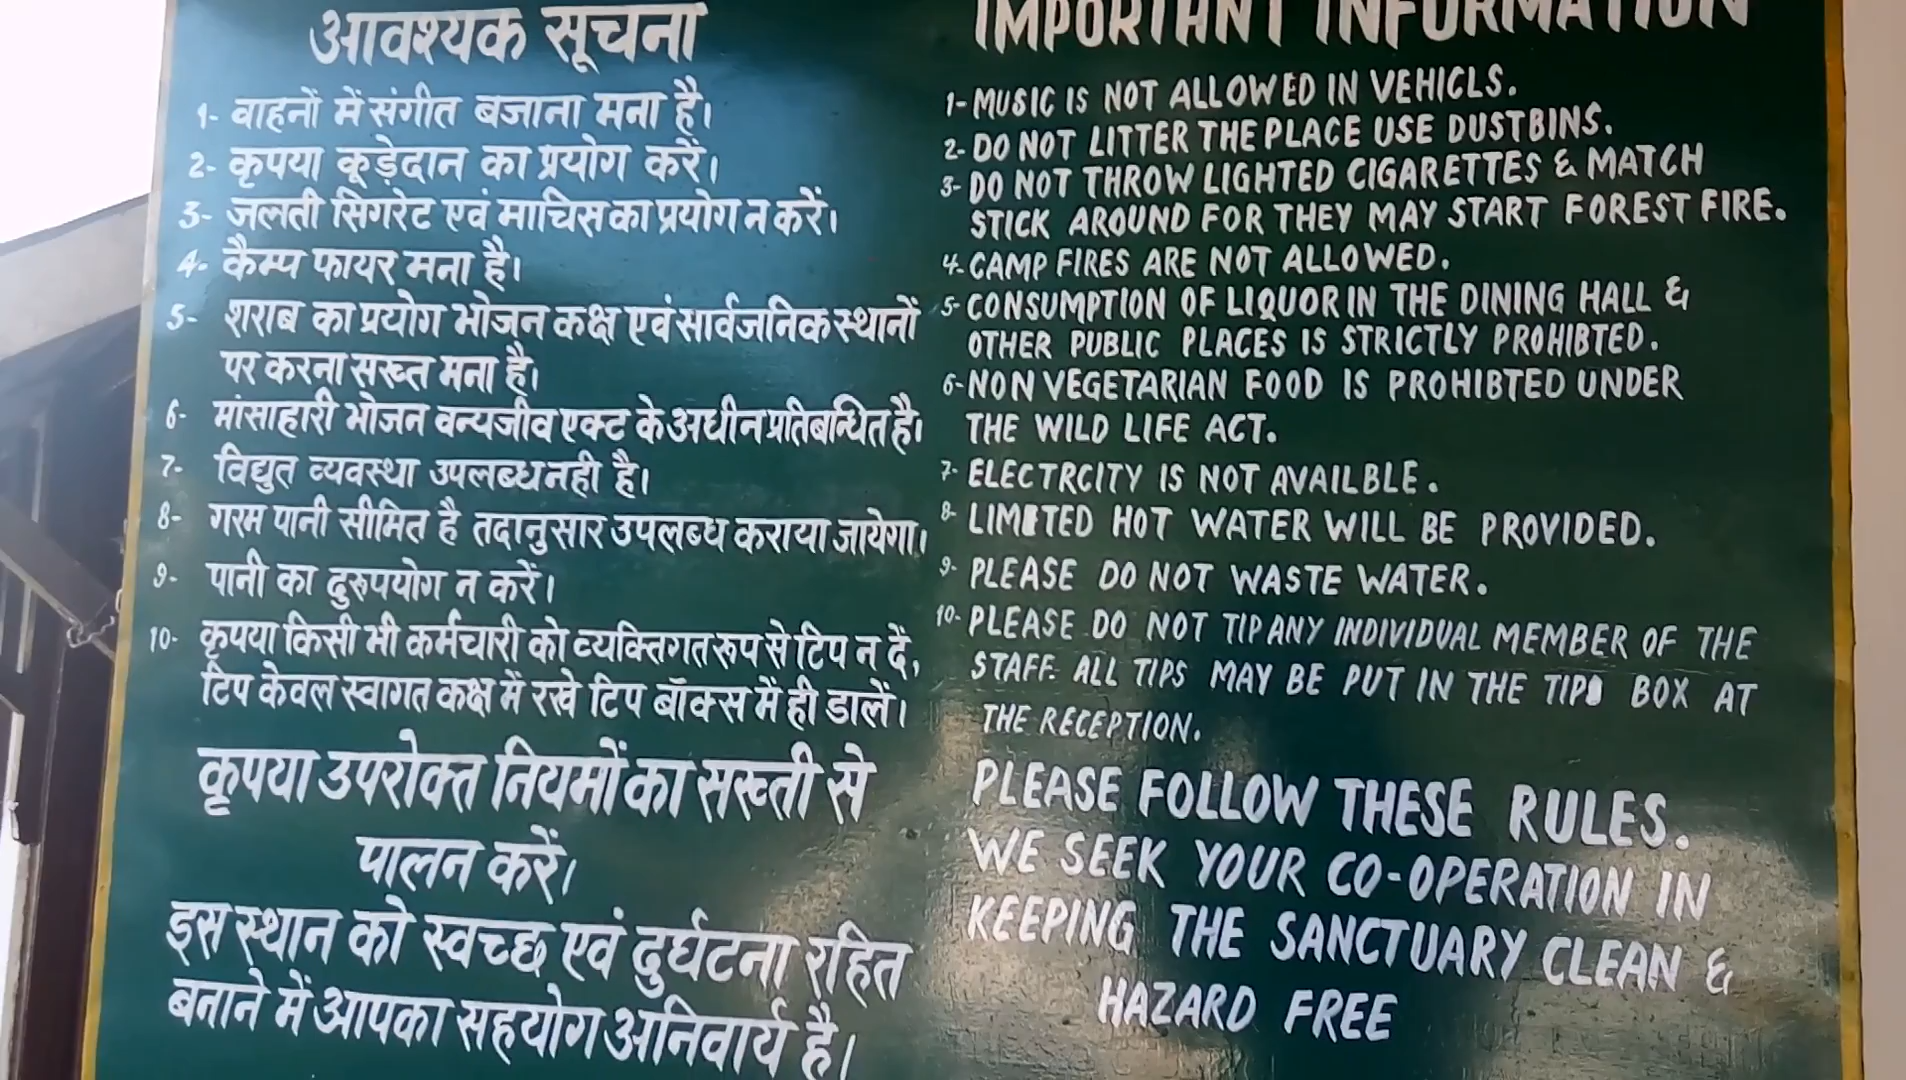 आवश्यक सूचना
1- वाहनों में संगीत बजाना मना है।
2- कृपया कूड़ेदान का प्रयोग करें।
3- जलती सिगरेट एवं माचिस का प्रयोग न करें।
4- कैम्प फायर मना है।
5- शराब का प्रयोग भोजन कक्ष एवं सार्वजनिक स्थानों
पर करना सख्त मना है।
6- मांसाहारी भोजन वन्यजीव एक्ट के अधीन प्रतिबन्धित है।
7- विद्युत व्यवस्था उपलब्ध नही है।
8- गरम पानी सीमित है तदानुसार उपलब्ध कराया जायेगा।
9- पानी का दुरुपयोग न करें।
10- कृपया किसी भी कर्मचारी को व्यक्तिगत रूप से टिप न दें,
टिप केवल स्वागत कक्ष में रखे टिप बॉक्स में ही डालें।
कृपया उपरोक्त नियमों का सख्ती से
पालन करें।
इस स्थान को स्वच्छ एवं दुर्घटना रहित
बनाने में आपका सहयोग अनिवार्य है।
IMPORTANT INFORMATION
1- MUSIC IS NOT ALLOWED IN VEHICLS.
2- DO NOT LITTER THE PLACE USE DUSTBINS.
3- DO NOT THROW LIGHTED CIGARETTES & MATCH
STICK AROUND FOR THEY MAY START FOREST FIRE.
4- CAMP FIRES ARE NOT ALLOWED.
5- CONSUMPTION OF LIQUOR IN THE DINING HALL &
OTHER PUBLIC PLACES IS STRICTLY PROHIBTED.
6- NON VEGETARIAN FOOD IS PROHIBTED UNDER
THE WILD LIFE ACT.
7- ELECTRCITY IS NOT AVAILBLE.
8- LIMITED HOT WATER WILL BE PROVIDED.
9- PLEASE DO NOT WASTE WATER.
10- PLEASE DO NOT TIP ANY INDIVIDUAL MEMBER OF THE
STAFF. ALL TIPS MAY BE PUT IN THE TIPS BOX AT
THE RECEPTION.
PLEASE FOLLOW THESE RULES.
WE SEEK YOUR CO-OPERATION IN
KEEPING THE SANCTUARY CLEAN &
HAZARD FREE